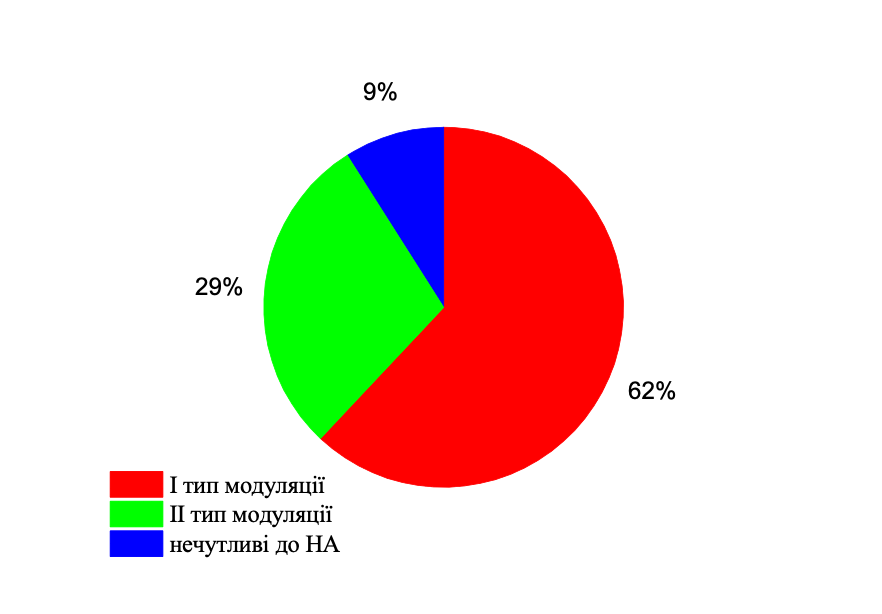 9%
29%
62%
І тип модуляції
ІІ тип модуляції
нечутливі до НА